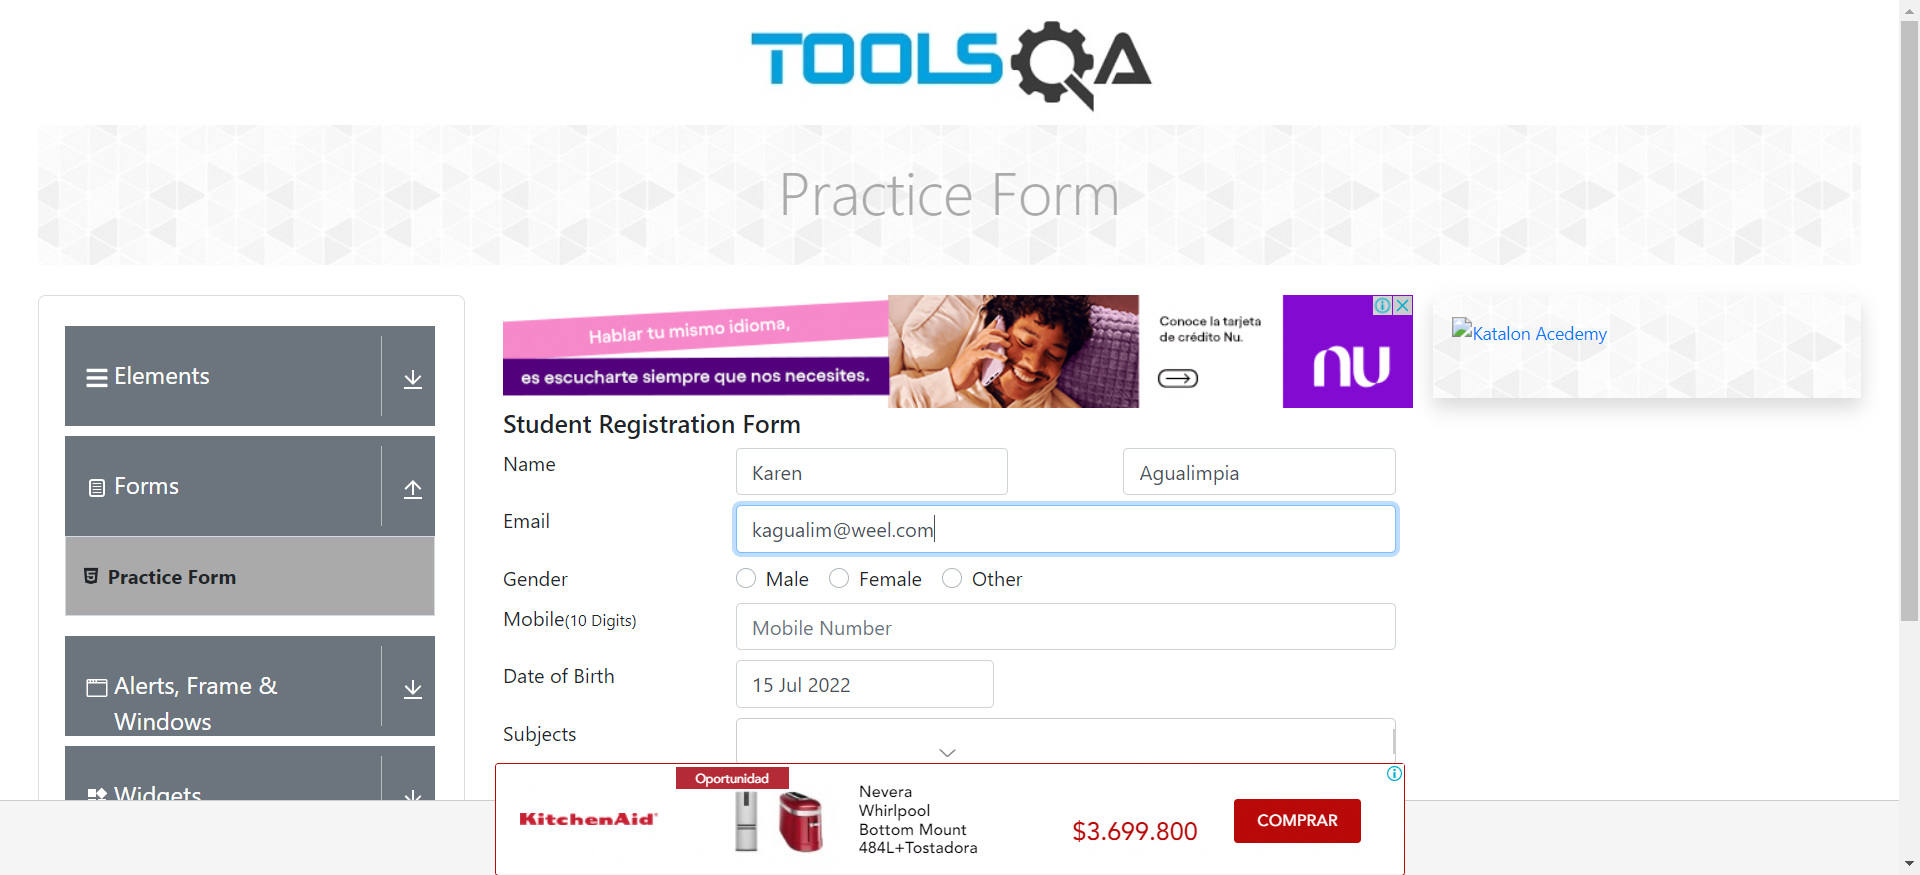 TOOLSQA
Practice Form
Elements
Forms
Practice Form
Alerts, Frame &
Windows
Widgets
Hablar tu mismo idioma,
es escucharte siempre que nos necesites.
Conoce la tarjeta
de crédito Nu.
nu
Katalon Acedemy
Student Registration Form
Name
Karen
Agualimpia
Email
kagualim@weel.com
Gender
Male
Female
Other
Mobile(10 Digits)
Mobile Number
Date of Birth
15 Jul 2022
Subjects
Oportunidad
KitchenAid
Nevera
Whirlpool
Bottom Mount
484L+Tostadora
$3.699.800
COMPRAR